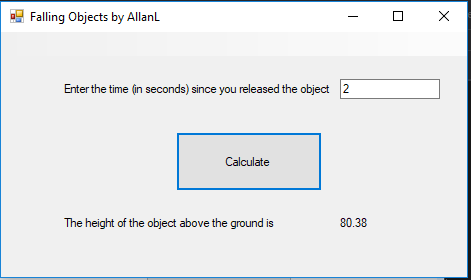 Falling Objects by AllanL
Enter the time (in seconds) since you released the object 2
Calculate
The height of the object above the ground is 80.38